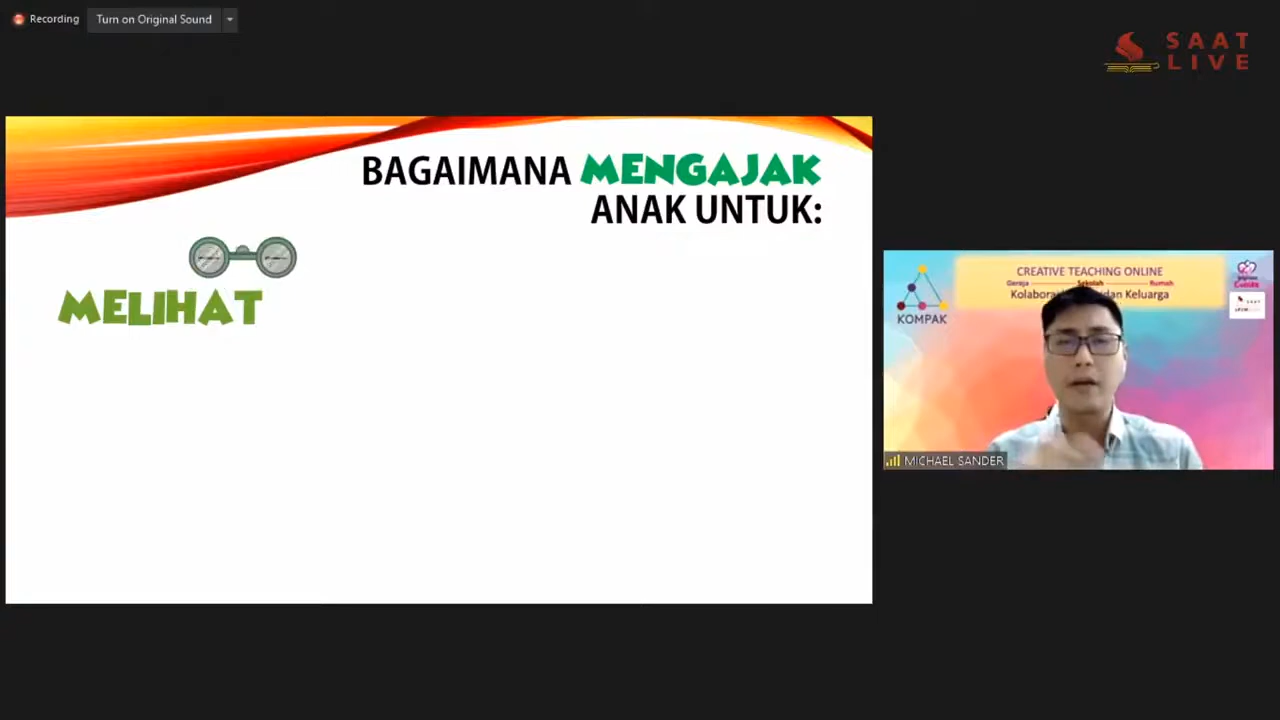 Recording
Turn on Original Sound
SAAT
LIVE
BAGAIMANA MENGAJAK
ANAK UNTUK:
MELIHAT
CREATIVE TEACHING ONLINE
Gereja Sekolah Rumah
dan Keluarga
KOMPAK
MICHAEL SANDER